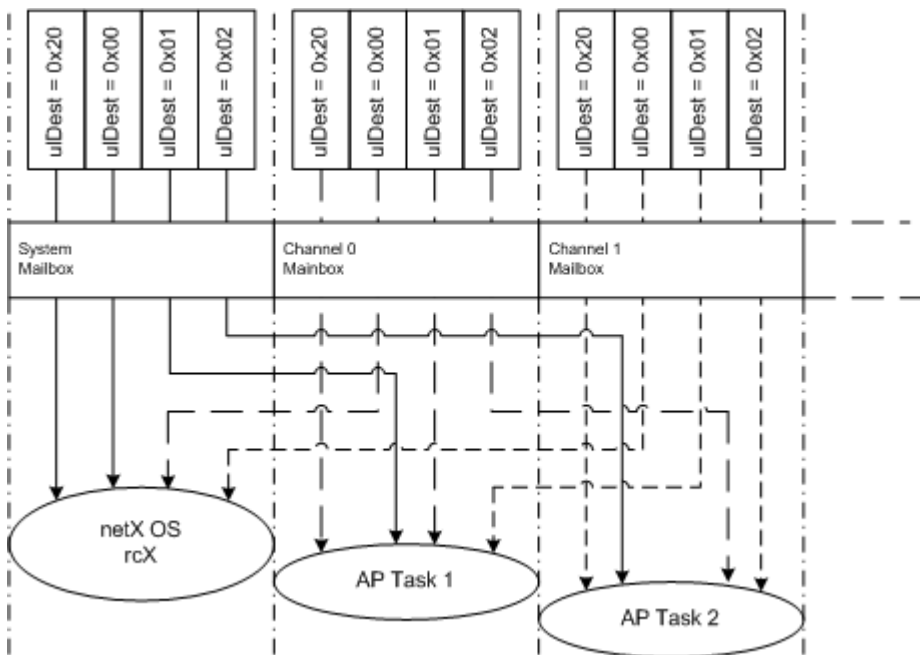 ulDest = 0x20
ulDest = 0x00
ulDest = 0x01
ulDest = 0x02
ulDest = 0x20
ulDest = 0x00
ulDest = 0x01
ulDest = 0x02
ulDest = 0x20
ulDest = 0x00
ulDest = 0x01
ulDest = 0x02
System
Mailbox
Channel 0
Mainbox
Channel 1
Mailbox
netX OS
rcX
AP Task 1
AP Task 2